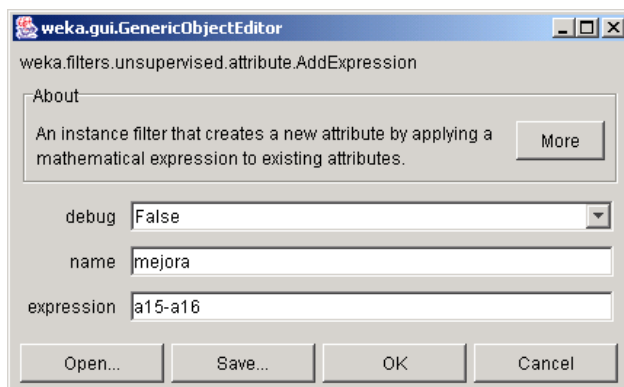 weka.gui.GenericObjectEditor
weka.filters.unsupervised.attribute.AddExpression
About
An instance filter that creates a new attribute by applying a
mathematical expression to existing attributes.
More
debug False
name mejora
expression a15-a16
Open... Save... OK Cancel